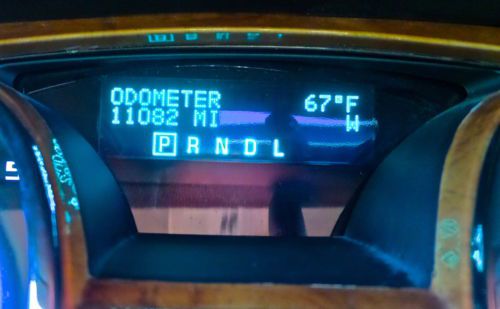 ODOMETER 67°F
11082 MI W
P R N D L